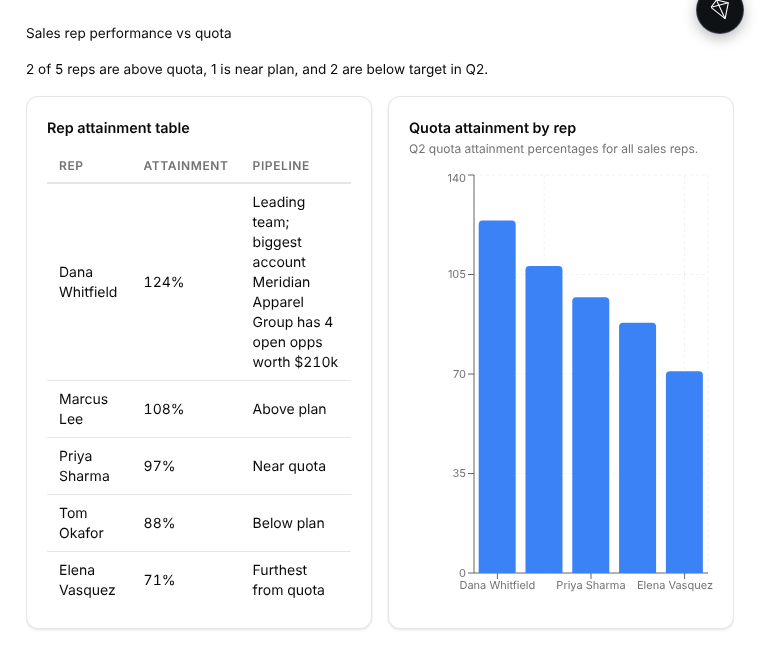 Sales rep performance vs quota
2 of 5 reps are above quota, 1 is near plan, and 2 are below target in Q2.
Rep attainment table
REP ATTAINMENT PIPELINE
Dana
Whitfield
124%
Leading
team;
biggest
account
Meridian
Apparel
Group has 4
open opps
worth $210k
Marcus
Lee
108%
Above plan
Priya
Sharma
97%
Near quota
Tom
Okafor
88%
Below plan
Elena
Vasquez
71%
Furthest
from quota
Quota attainment by rep
Q2 quota attainment percentages for all sales reps.
140
105
70
35
0
Dana Whitfield Priya Sharma Elena Vasquez